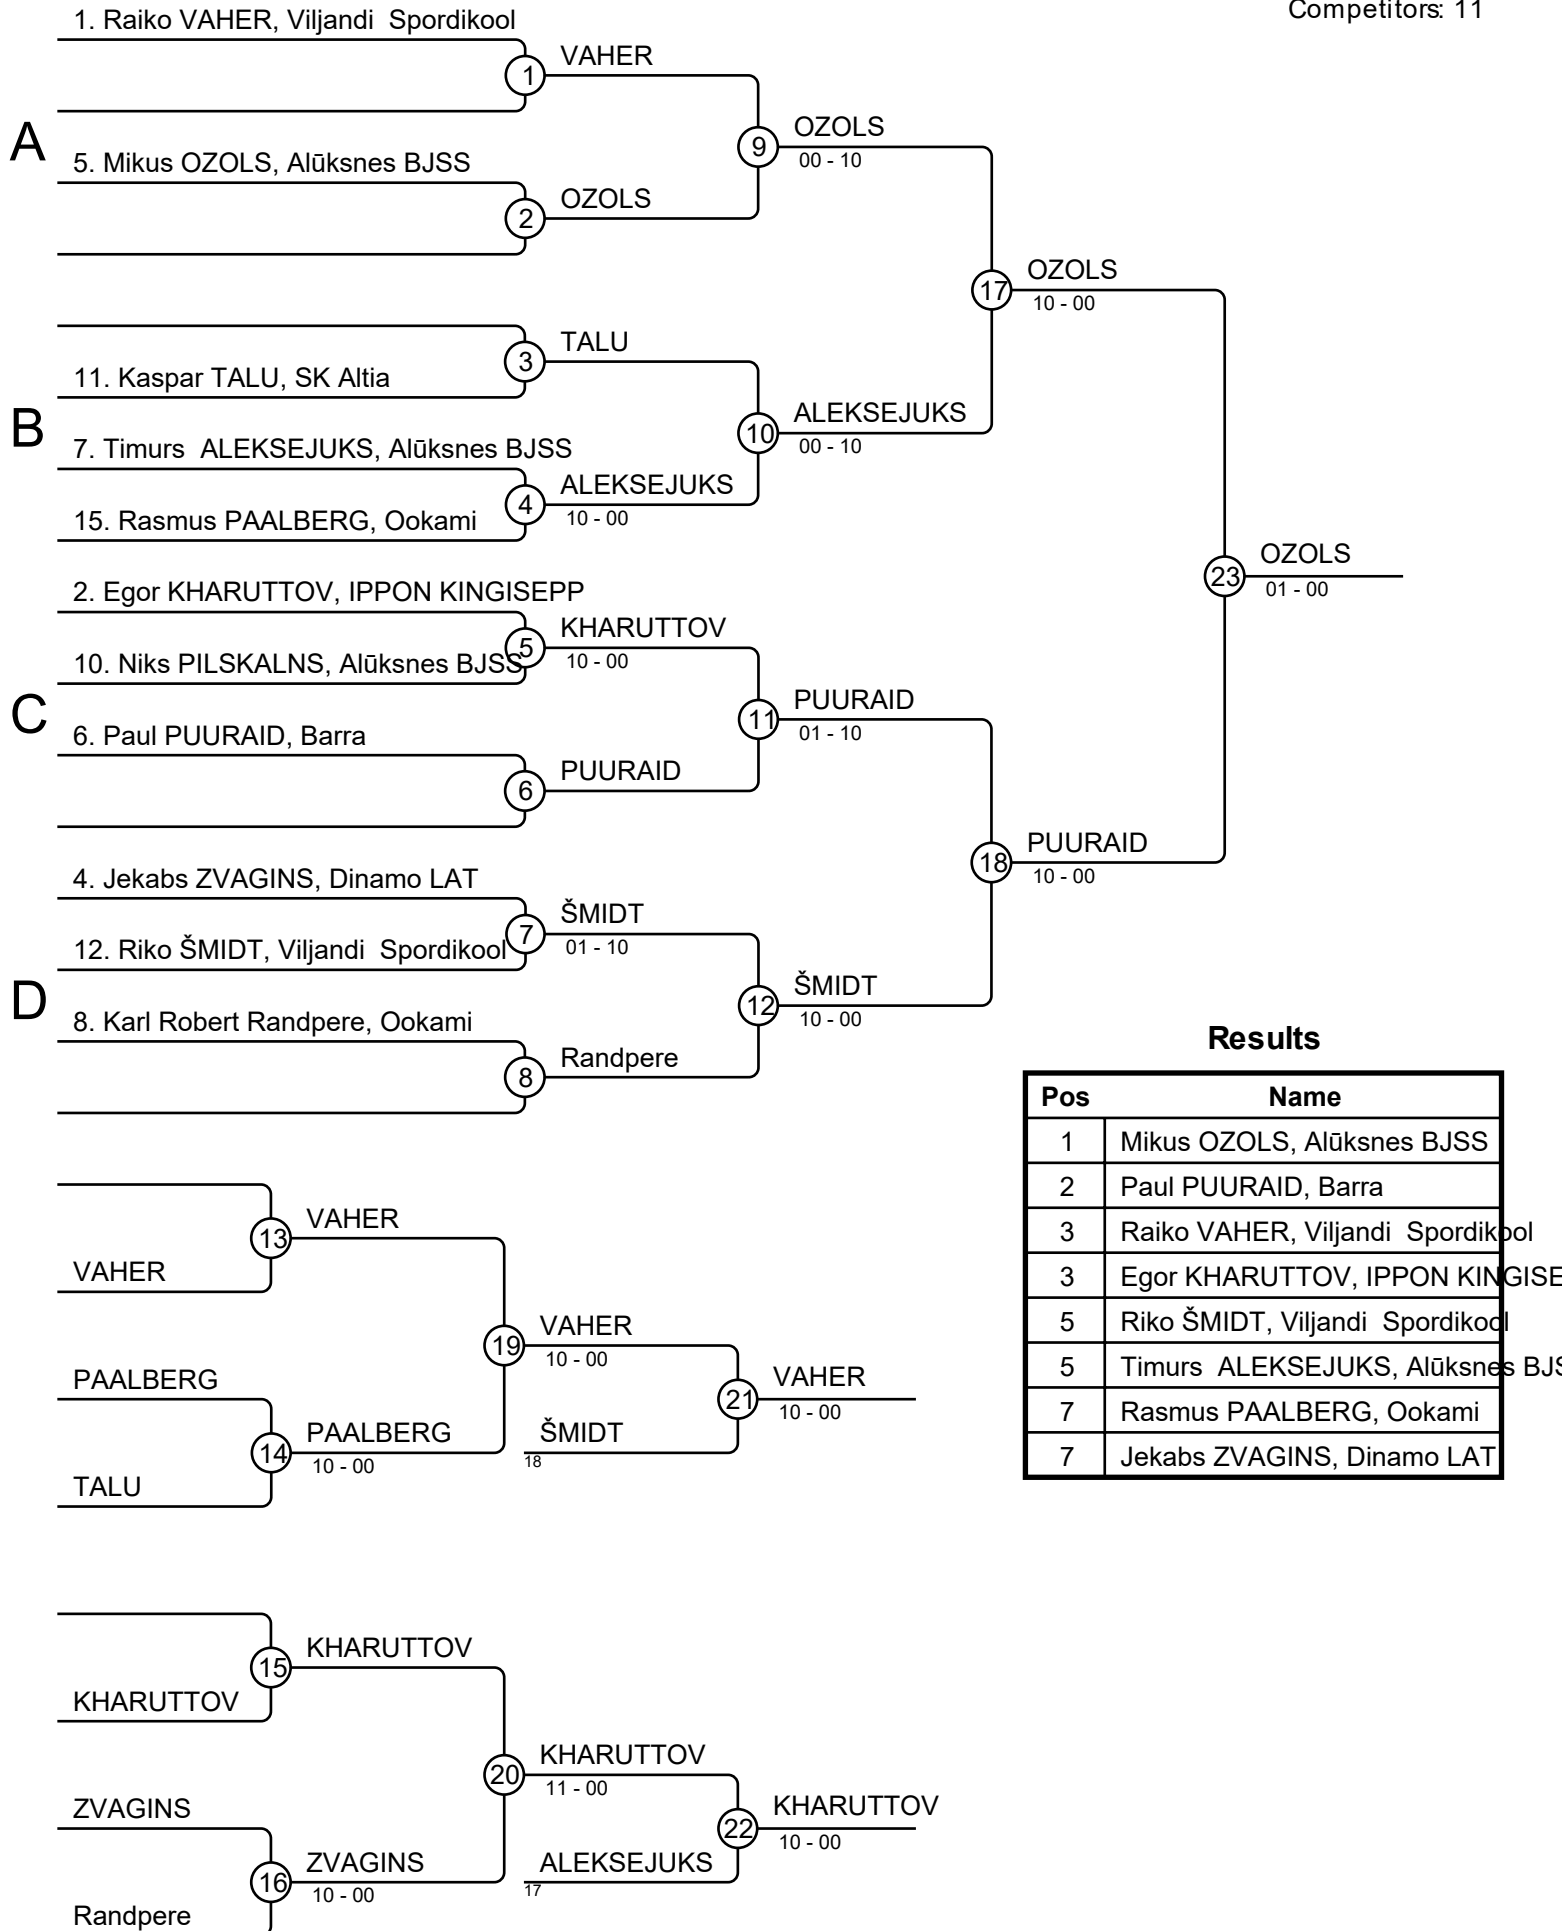 Competitors: 11
1. Raiko VAHER, Viljandi  Spordikool
1
VAHER
A
9
OZOLS
00 - 10
5. Mikus OZOLS, Alūksnes BJSS
2
OZOLS
17
OZOLS
10 - 00
3
TALU
11. Kaspar TALU, SK Altia
B
10
ALEKSEJUKS
00 - 10
7. Timurs  ALEKSEJUKS, Alūksnes BJSS
4
ALEKSEJUKS
10 - 00
15. Rasmus PAALBERG, Ookami
23
OZOLS
01 - 00
2. Egor KHARUTTOV, IPPON KINGISEPP
5
KHARUTTOV
10 - 00
10. Niks PILSKALNS, Alūksnes BJSS
C
11
PUURAID
01 - 10
6. Paul PUURAID, Barra
6
PUURAID
18
PUURAID
10 - 00
4. Jekabs ZVAGINS, Dinamo LAT
7
ŠMIDT
01 - 10
12. Riko ŠMIDT, Viljandi  Spordikool
D
12
ŠMIDT
10 - 00
8. Karl Robert Randpere, Ookami
8
Randpere
Results
Pos Name
1 Mikus OZOLS, Alūksnes BJSS
2 Paul PUURAID, Barra
3 Raiko VAHER, Viljandi  Spordikool
3 Egor KHARUTTOV, IPPON KINGISE
5 Riko ŠMIDT, Viljandi  Spordikool
5 Timurs  ALEKSEJUKS, Alūksnes BJS
7 Rasmus PAALBERG, Ookami
7 Jekabs ZVAGINS, Dinamo LAT
13
VAHER
VAHER
19
VAHER
10 - 00
PAALBERG
14
PAALBERG
10 - 00
TALU
21
VAHER
10 - 00
ŠMIDT
18
15
KHARUTTOV
KHARUTTOV
20
KHARUTTOV
11 - 00
ZVAGINS
16
ZVAGINS
10 - 00
Randpere
22
KHARUTTOV
10 - 00
ALEKSEJUKS
17